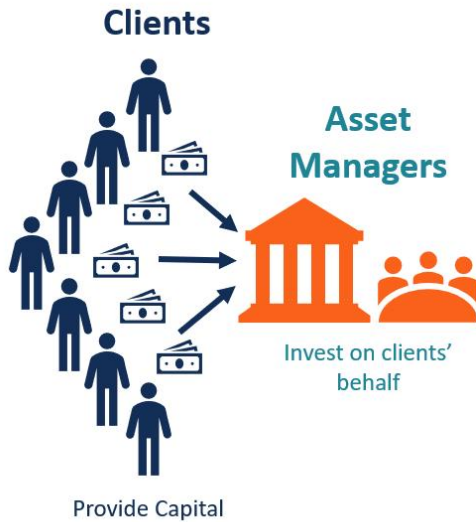 Clients
Asset
Managers
Invest on clients'
behalf
Provide Capital